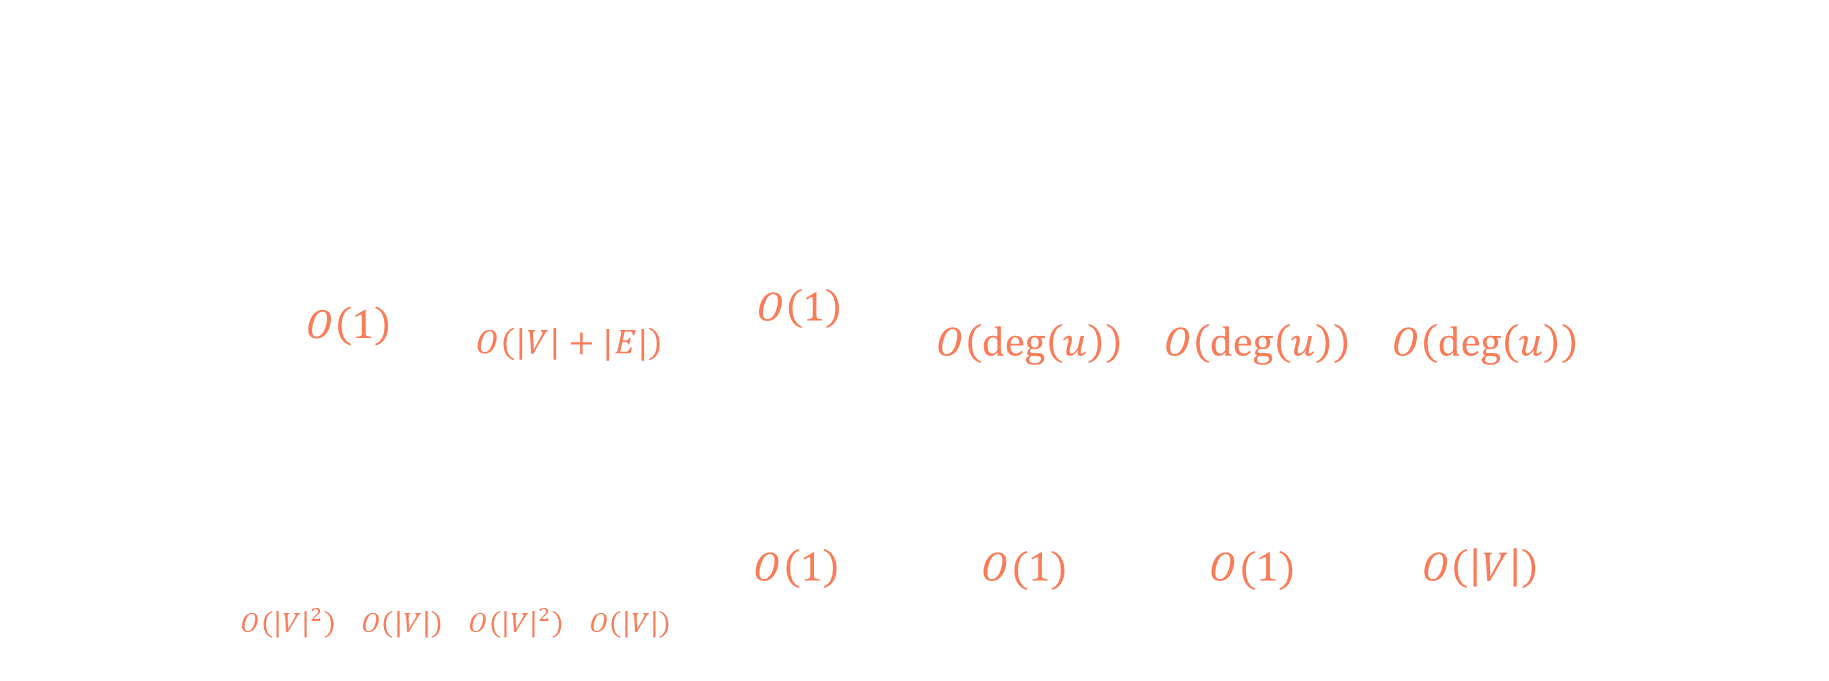 O(1) O(|V| + |E|) O(1) O(deg(u)) O(deg(u)) O(deg(u))
O(1) O(1) O(1) O(|V|)
O(|V|²) O(|V|) O(|V|²) O(|V|)